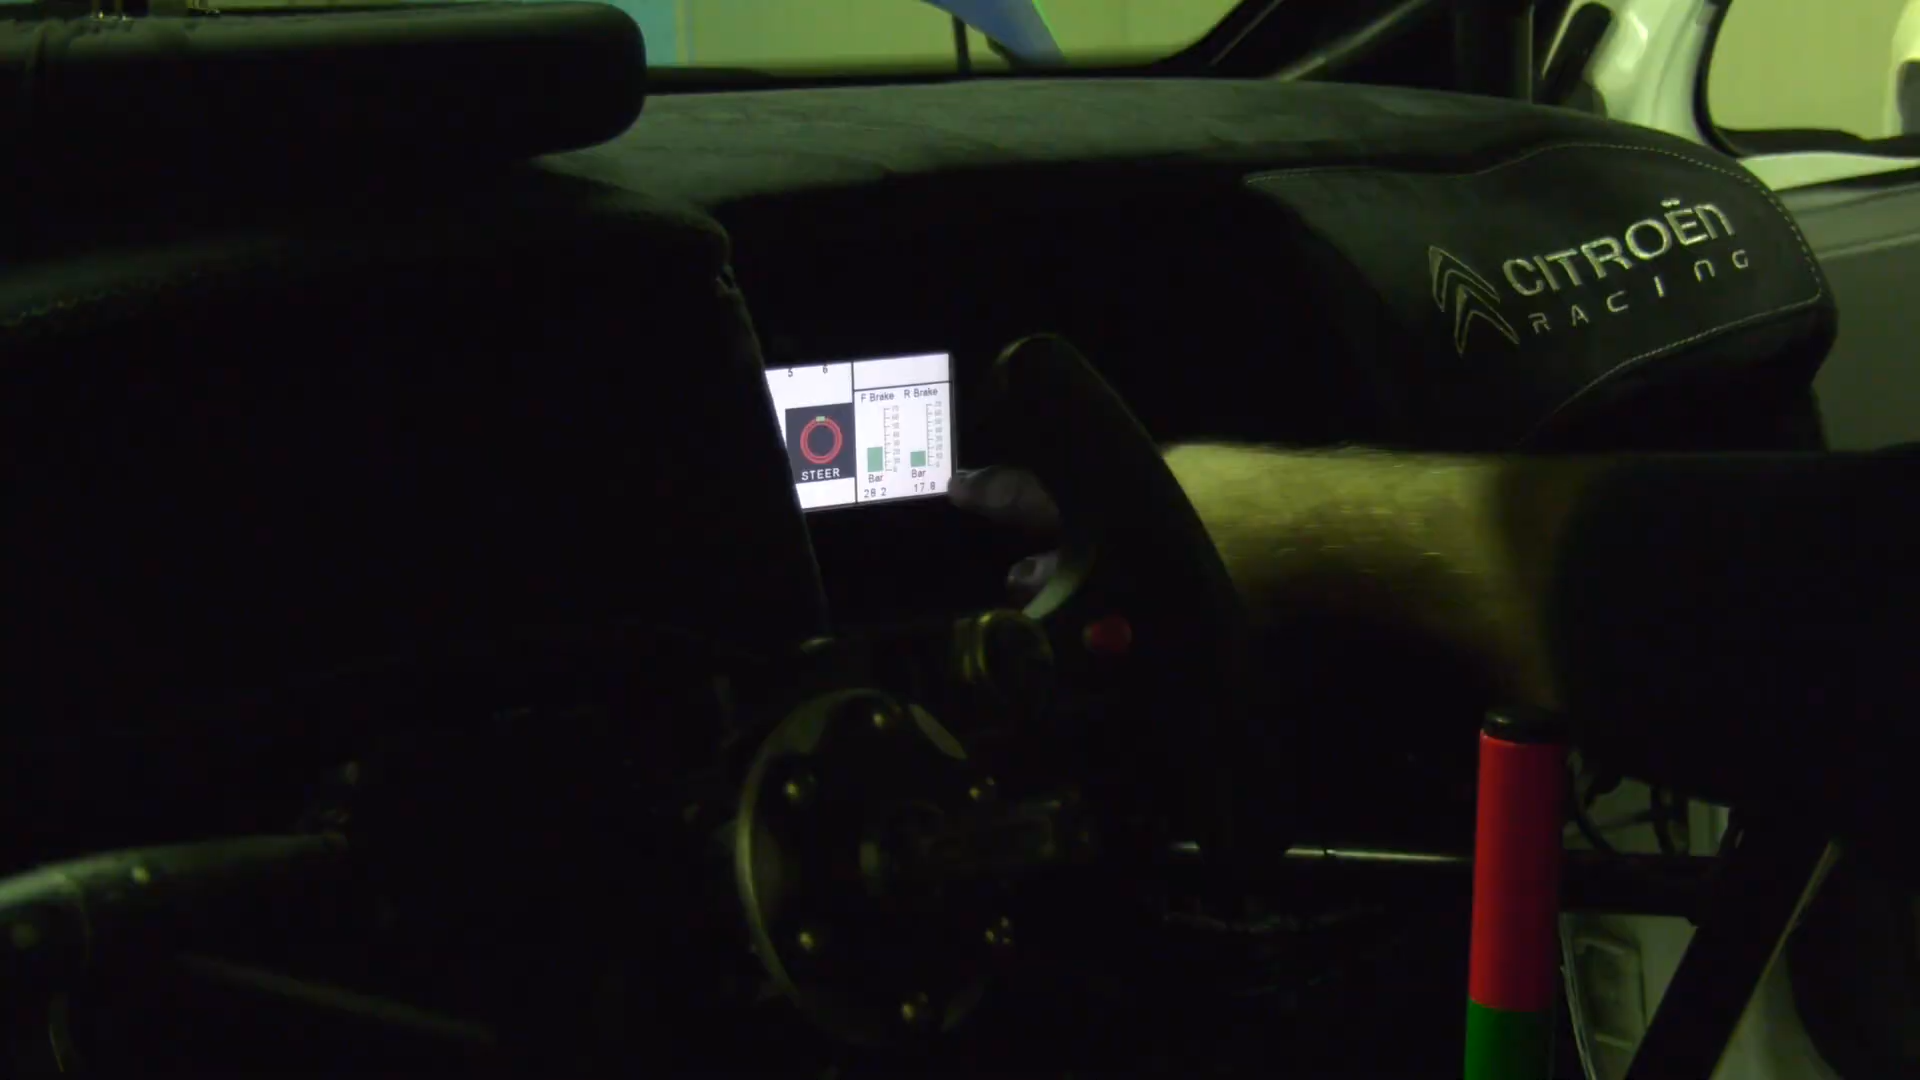 CITROËN
RACING
5 6
F Brake R Brake
STEER
Bar Bar
28 2 17 8